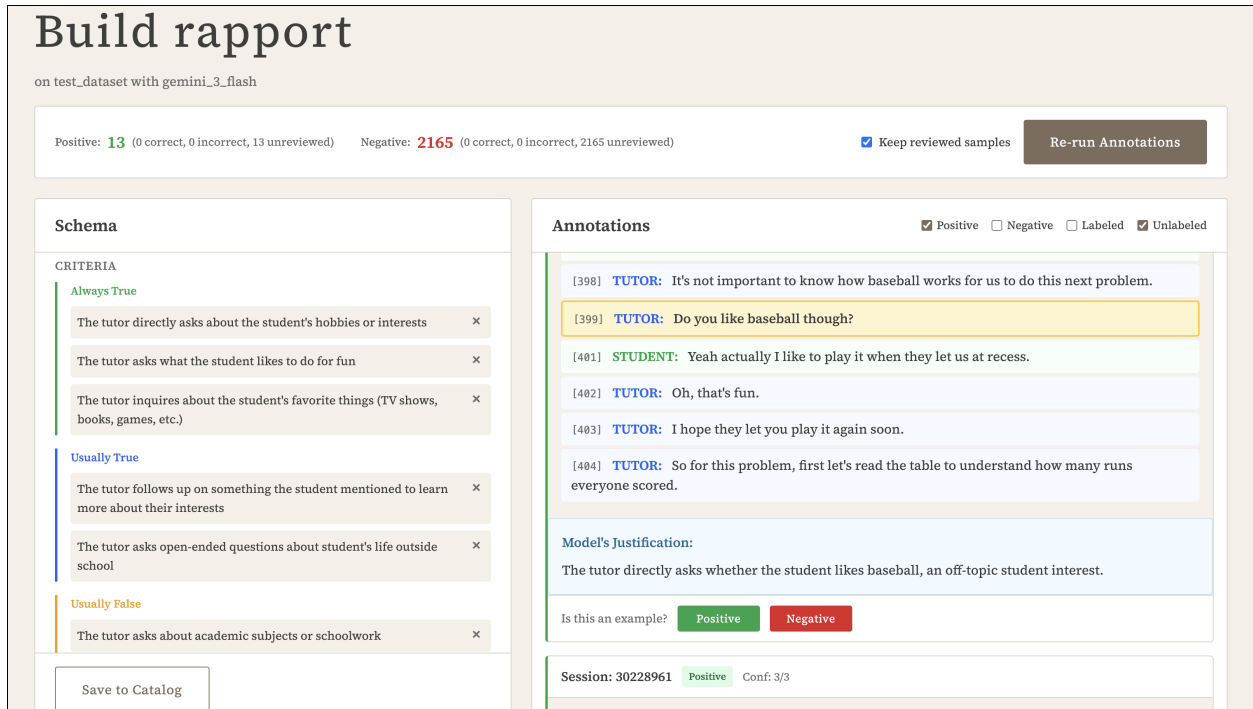 Build rapport
on test_dataset with gemini_3_flash
Positive: 13 (0 correct, 0 incorrect, 13 unreviewed) Negative: 2165 (0 correct, 0 incorrect, 2165 unreviewed) Keep reviewed samples Re-run Annotations
Schema
CRITERIA
Always True
The tutor directly asks about the student's hobbies or interests ×
The tutor asks what the student likes to do for fun ×
The tutor inquires about the student's favorite things (TV shows, ×
books, games, etc.)
Usually True
The tutor follows up on something the student mentioned to learn ×
more about their interests
The tutor asks open-ended questions about student's life outside ×
school
Usually False
The tutor asks about academic subjects or schoolwork ×
Save to Catalog
Annotations Positive Negative Labeled Unlabeled
[398] TUTOR: It's not important to know how baseball works for us to do this next problem.
[399] TUTOR: Do you like baseball though?
[401] STUDENT: Yeah actually I like to play it when they let us at recess.
[402] TUTOR: Oh, that's fun.
[403] TUTOR: I hope they let you play it again soon.
[404] TUTOR: So for this problem, first let's read the table to understand how many runs
everyone scored.
Model's Justification:
The tutor directly asks whether the student likes baseball, an off-topic student interest.
Is this an example? Positive Negative
Session: 30228961 Positive Conf: 3/3